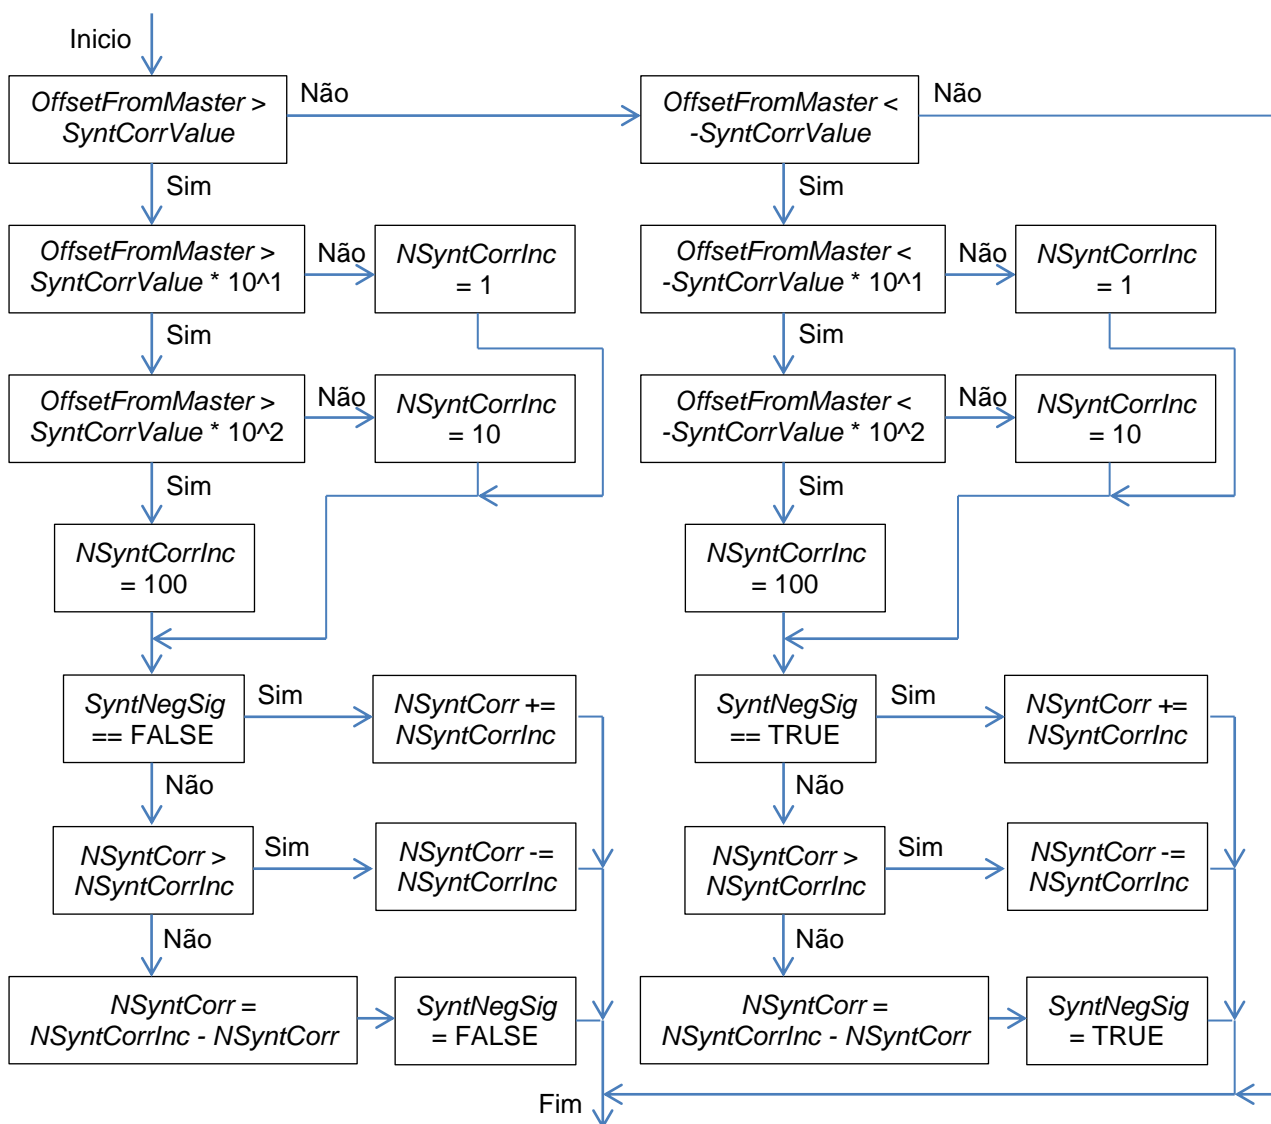 Inicio
OffsetFromMaster >
SyntCorrValue
Não
OffsetFromMaster <
-SyntCorrValue
Não
Sim
Sim
OffsetFromMaster >
SyntCorrValue * 10^1
Não
NSyntCorrInc
= 1
OffsetFromMaster <
-SyntCorrValue * 10^1
Não
NSyntCorrInc
= 1
Sim
Sim
OffsetFromMaster >
SyntCorrValue * 10^2
Não
NSyntCorrInc
= 10
OffsetFromMaster <
-SyntCorrValue * 10^2
Não
NSyntCorrInc
= 10
Sim
Sim
NSyntCorrInc
= 100
NSyntCorrInc
= 100
SyntNegSig
== FALSE
Sim
NSyntCorr +=
NSyntCorrInc
SyntNegSig
== TRUE
Sim
NSyntCorr +=
NSyntCorrInc
Não
Não
NSyntCorr >
NSyntCorrInc
Sim
NSyntCorr -=
NSyntCorrInc
NSyntCorr >
NSyntCorrInc
Sim
NSyntCorr -=
NSyntCorrInc
Não
Não
NSyntCorr =
NSyntCorrInc - NSyntCorr
SyntNegSig
= FALSE
NSyntCorr =
NSyntCorrInc - NSyntCorr
SyntNegSig
= TRUE
Fim